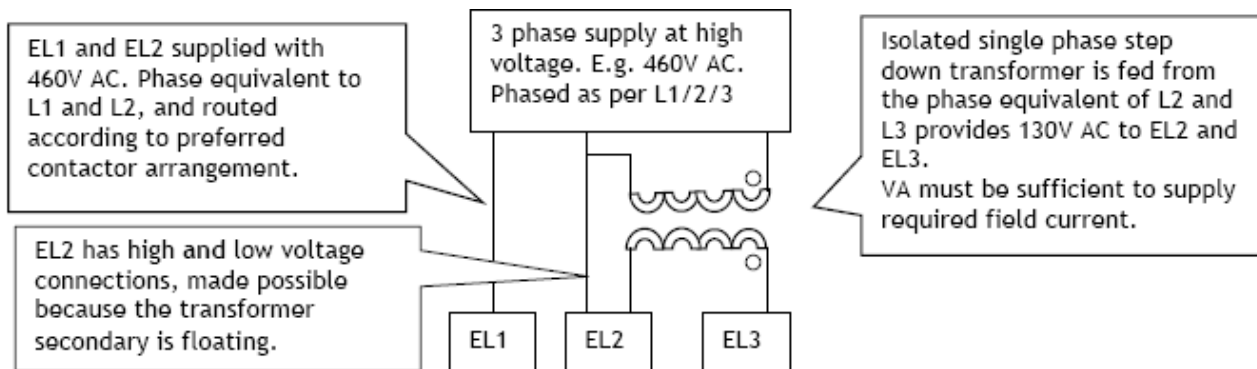 EL1 and EL2 supplied with
460V AC. Phase equivalent to
L1 and L2, and routed
according to preferred
contactor arrangement.
3 phase supply at high
voltage. E.g. 460V AC.
Phased as per L1/2/3
Isolated single phase step
down transformer is fed from
the phase equivalent of L2 and
L3 provides 130V AC to EL2 and
EL3.
VA must be sufficient to supply
required field current.
EL2 has high and low voltage
connections, made possible
because the transformer
secondary is floating.
EL1
EL2
EL3